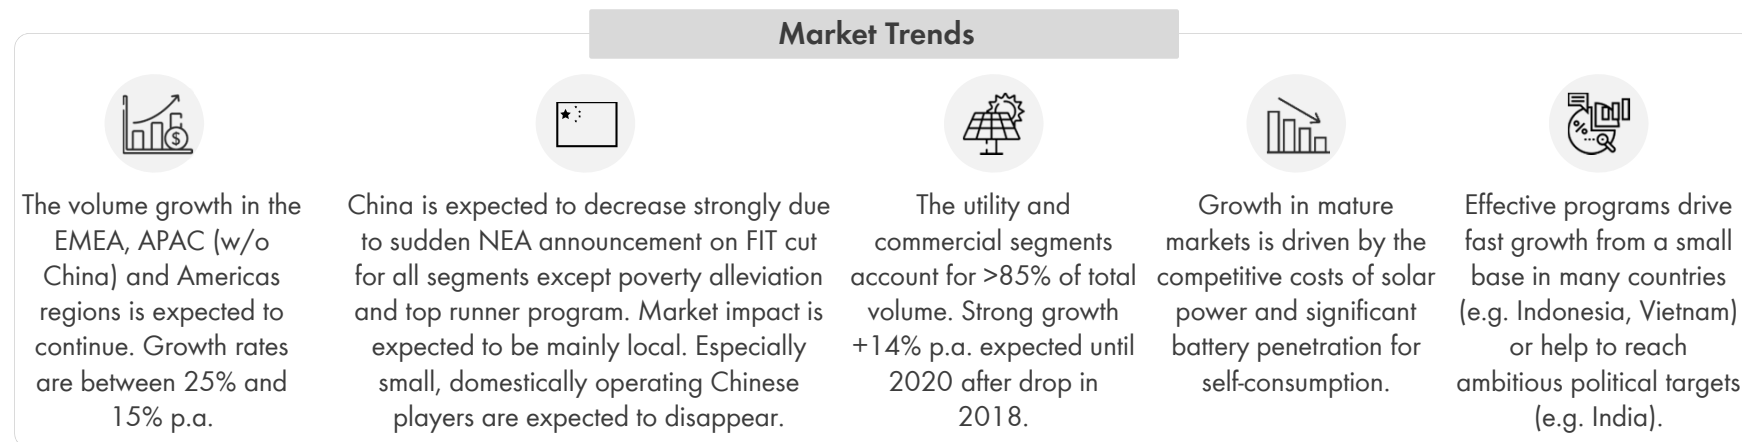 Market Trends
The volume growth in the
EMEA, APAC (w/o
China) and Americas
regions is expected to
continue. Growth rates
are between 25% and
15% p.a.
China is expected to decrease strongly due
to sudden NEA announcement on FIT cut
for all segments except poverty alleviation
and top runner program. Market impact is
expected to be mainly local. Especially
small, domestically operating Chinese
players are expected to disappear.
The utility and
commercial segments
account for >85% of total
volume. Strong growth
+14% p.a. expected until
2020 after drop in
2018.
Growth in mature
markets is driven by the
competitive costs of solar
power and significant
battery penetration for
self-consumption.
Effective programs drive
fast growth from a small
base in many countries
(e.g. Indonesia, Vietnam)
or help to reach
ambitious political targets
(e.g. India).